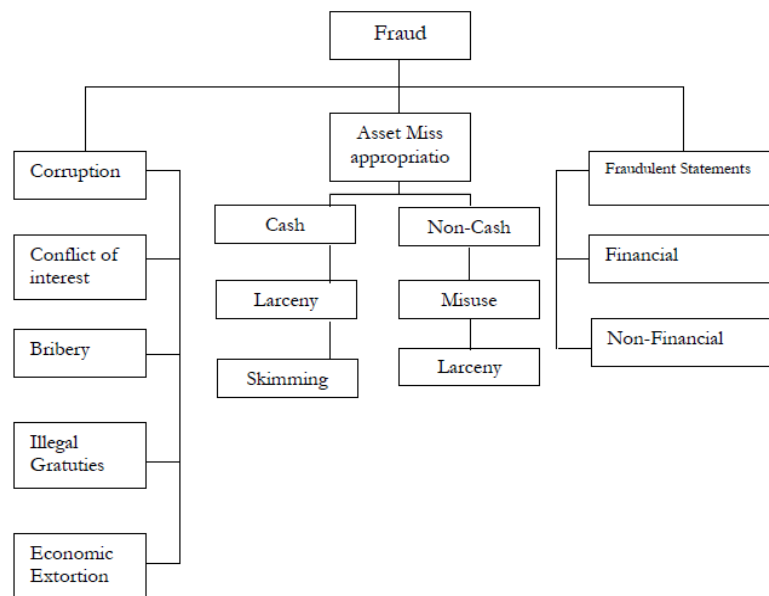 Fraud
Asset Miss
appropriatio
Corruption
Fraudulent Statements
Cash
Non-Cash
Conflict of
interest
Financial
Larceny
Misuse
Bribery
Non-Financial
Skimming
Larceny
Illegal
Gratuties
Economic
Extortion